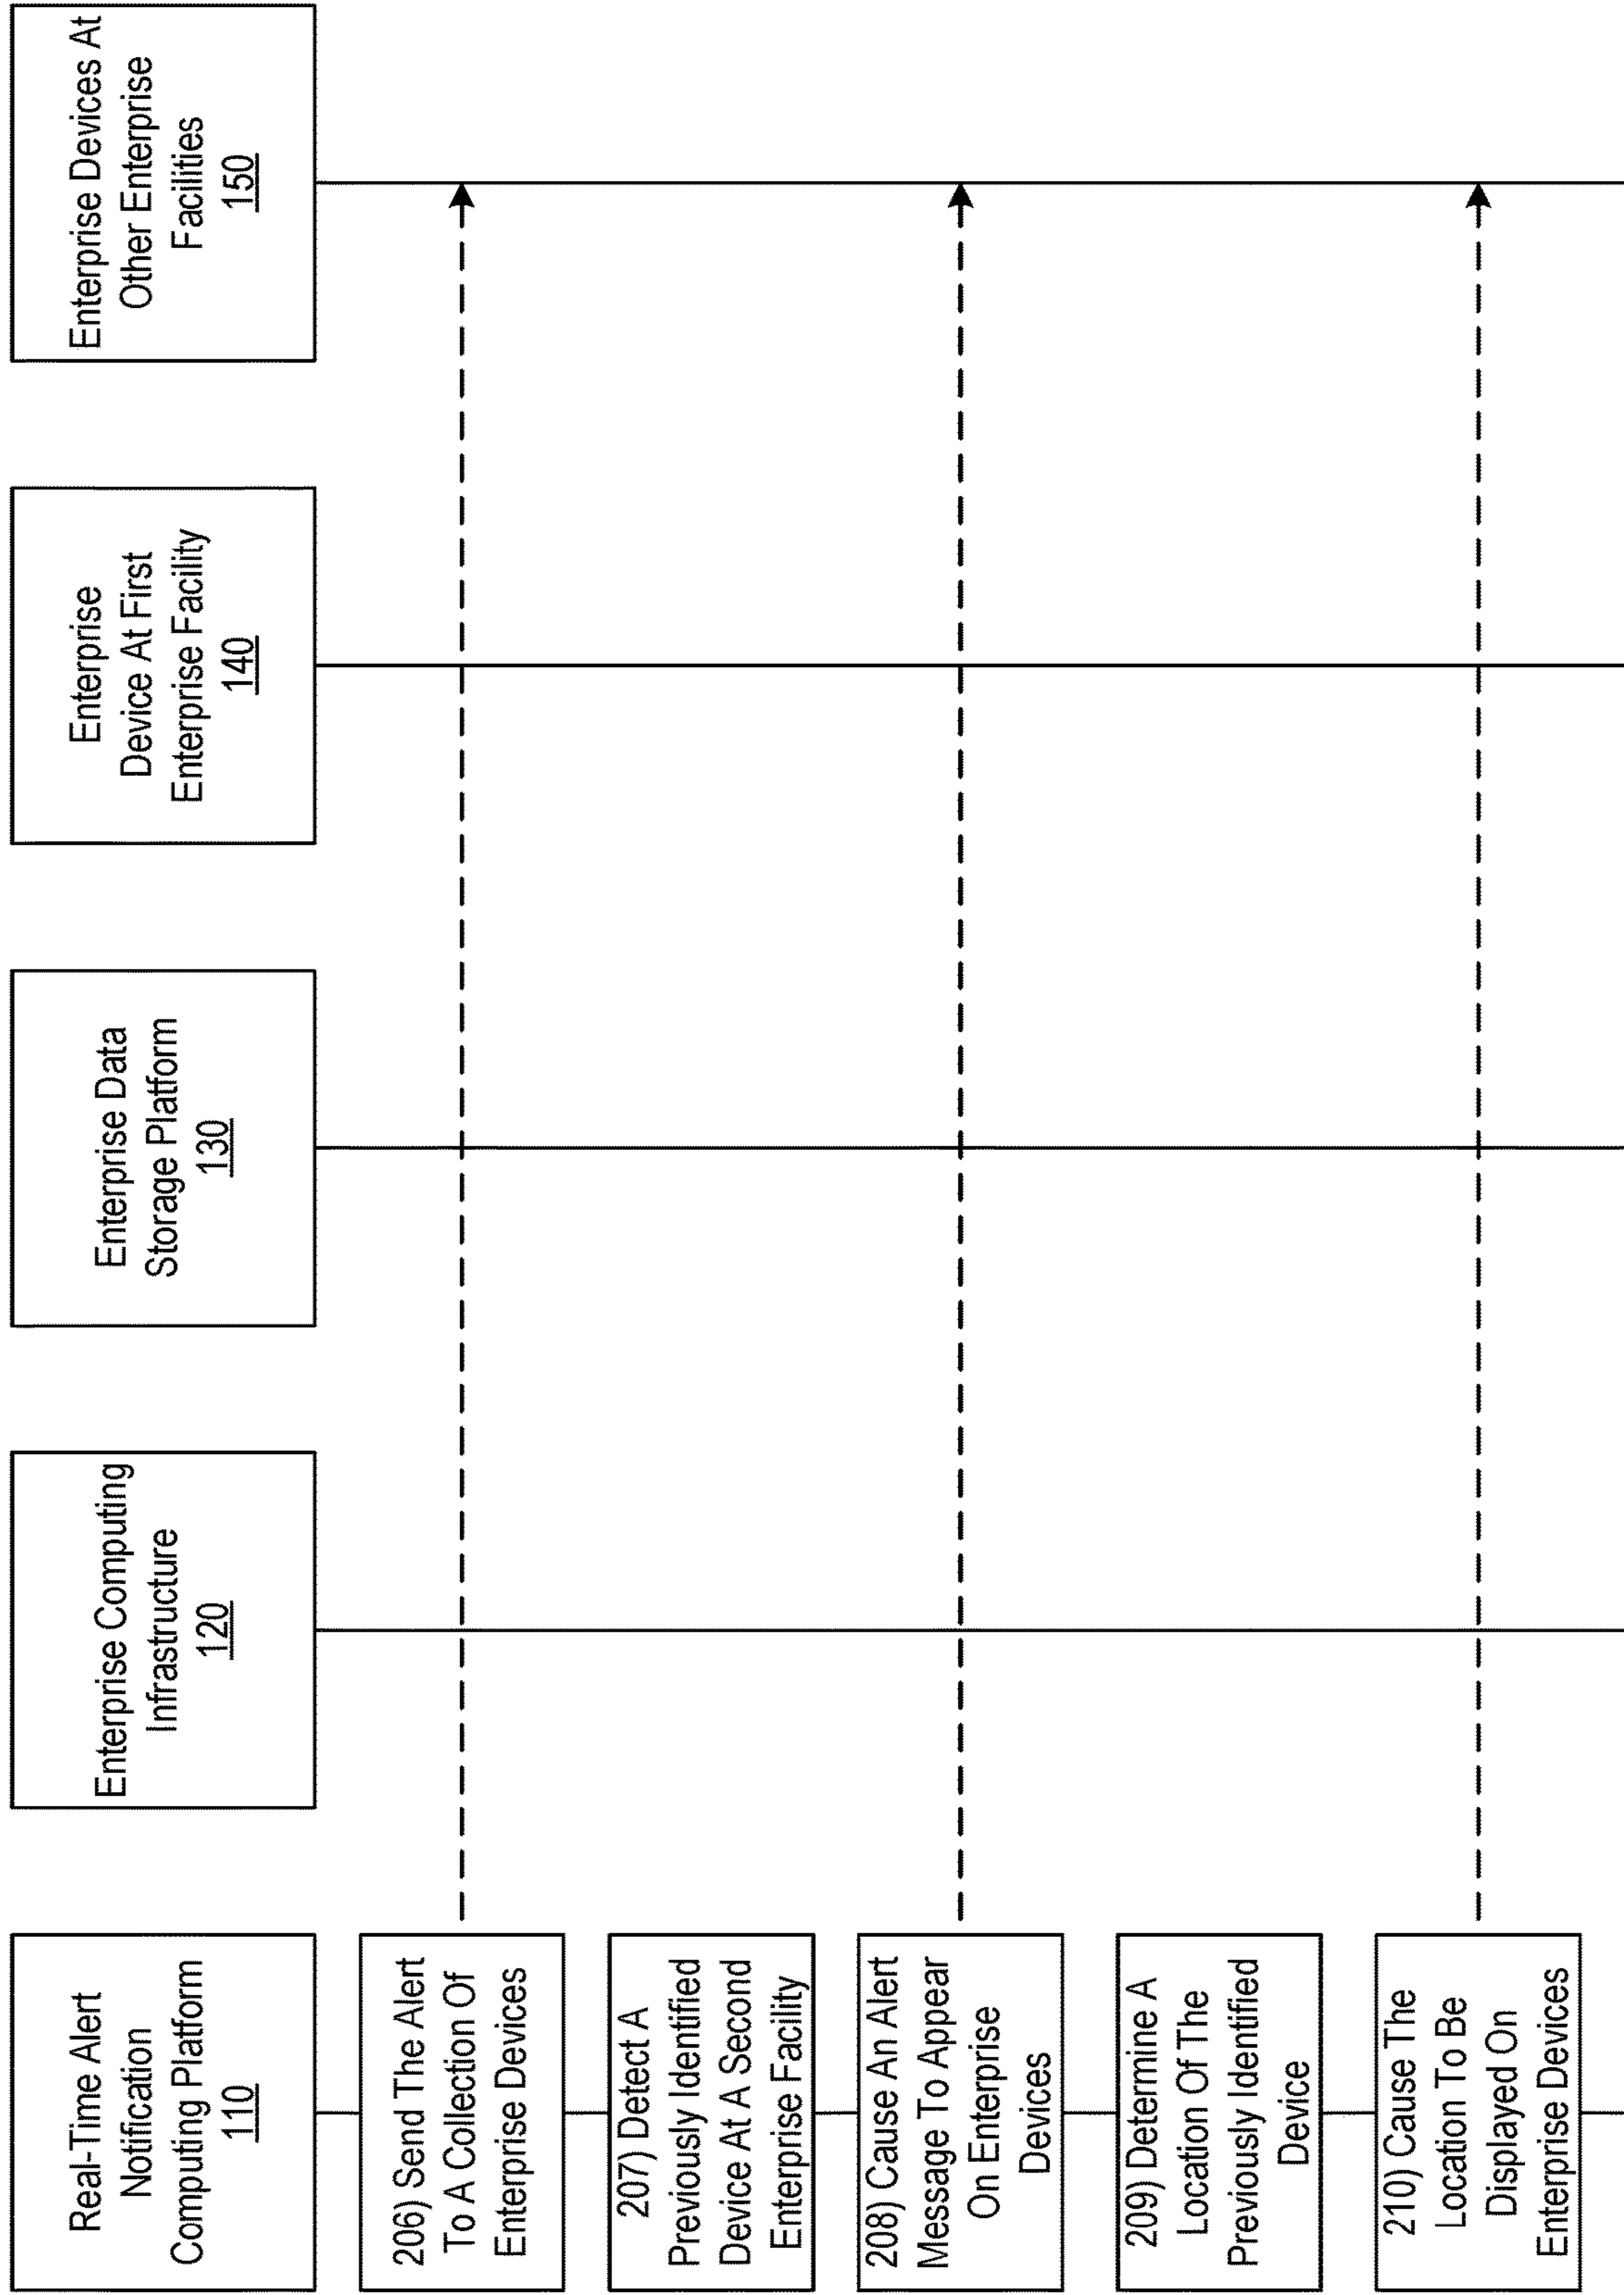 Real-Time Alert
Notification
Computing Platform
110
Enterprise Computing
Infrastructure
120
Enterprise Data
Storage Platform
130
Enterprise
Device At First
Enterprise Facility
140
Enterprise Devices At
Other Enterprise
Facilities
150
206) Send The Alert
To A Collection Of
Enterprise Devices
207) Detect A
Previously Identified
Device At A Second
Enterprise Facility
208) Cause An Alert
Message To Appear
On Enterprise
Devices
209) Determine A
Location Of The
Previously Identified
Device
210) Cause The
Location To Be
Displayed On
Enterprise Devices